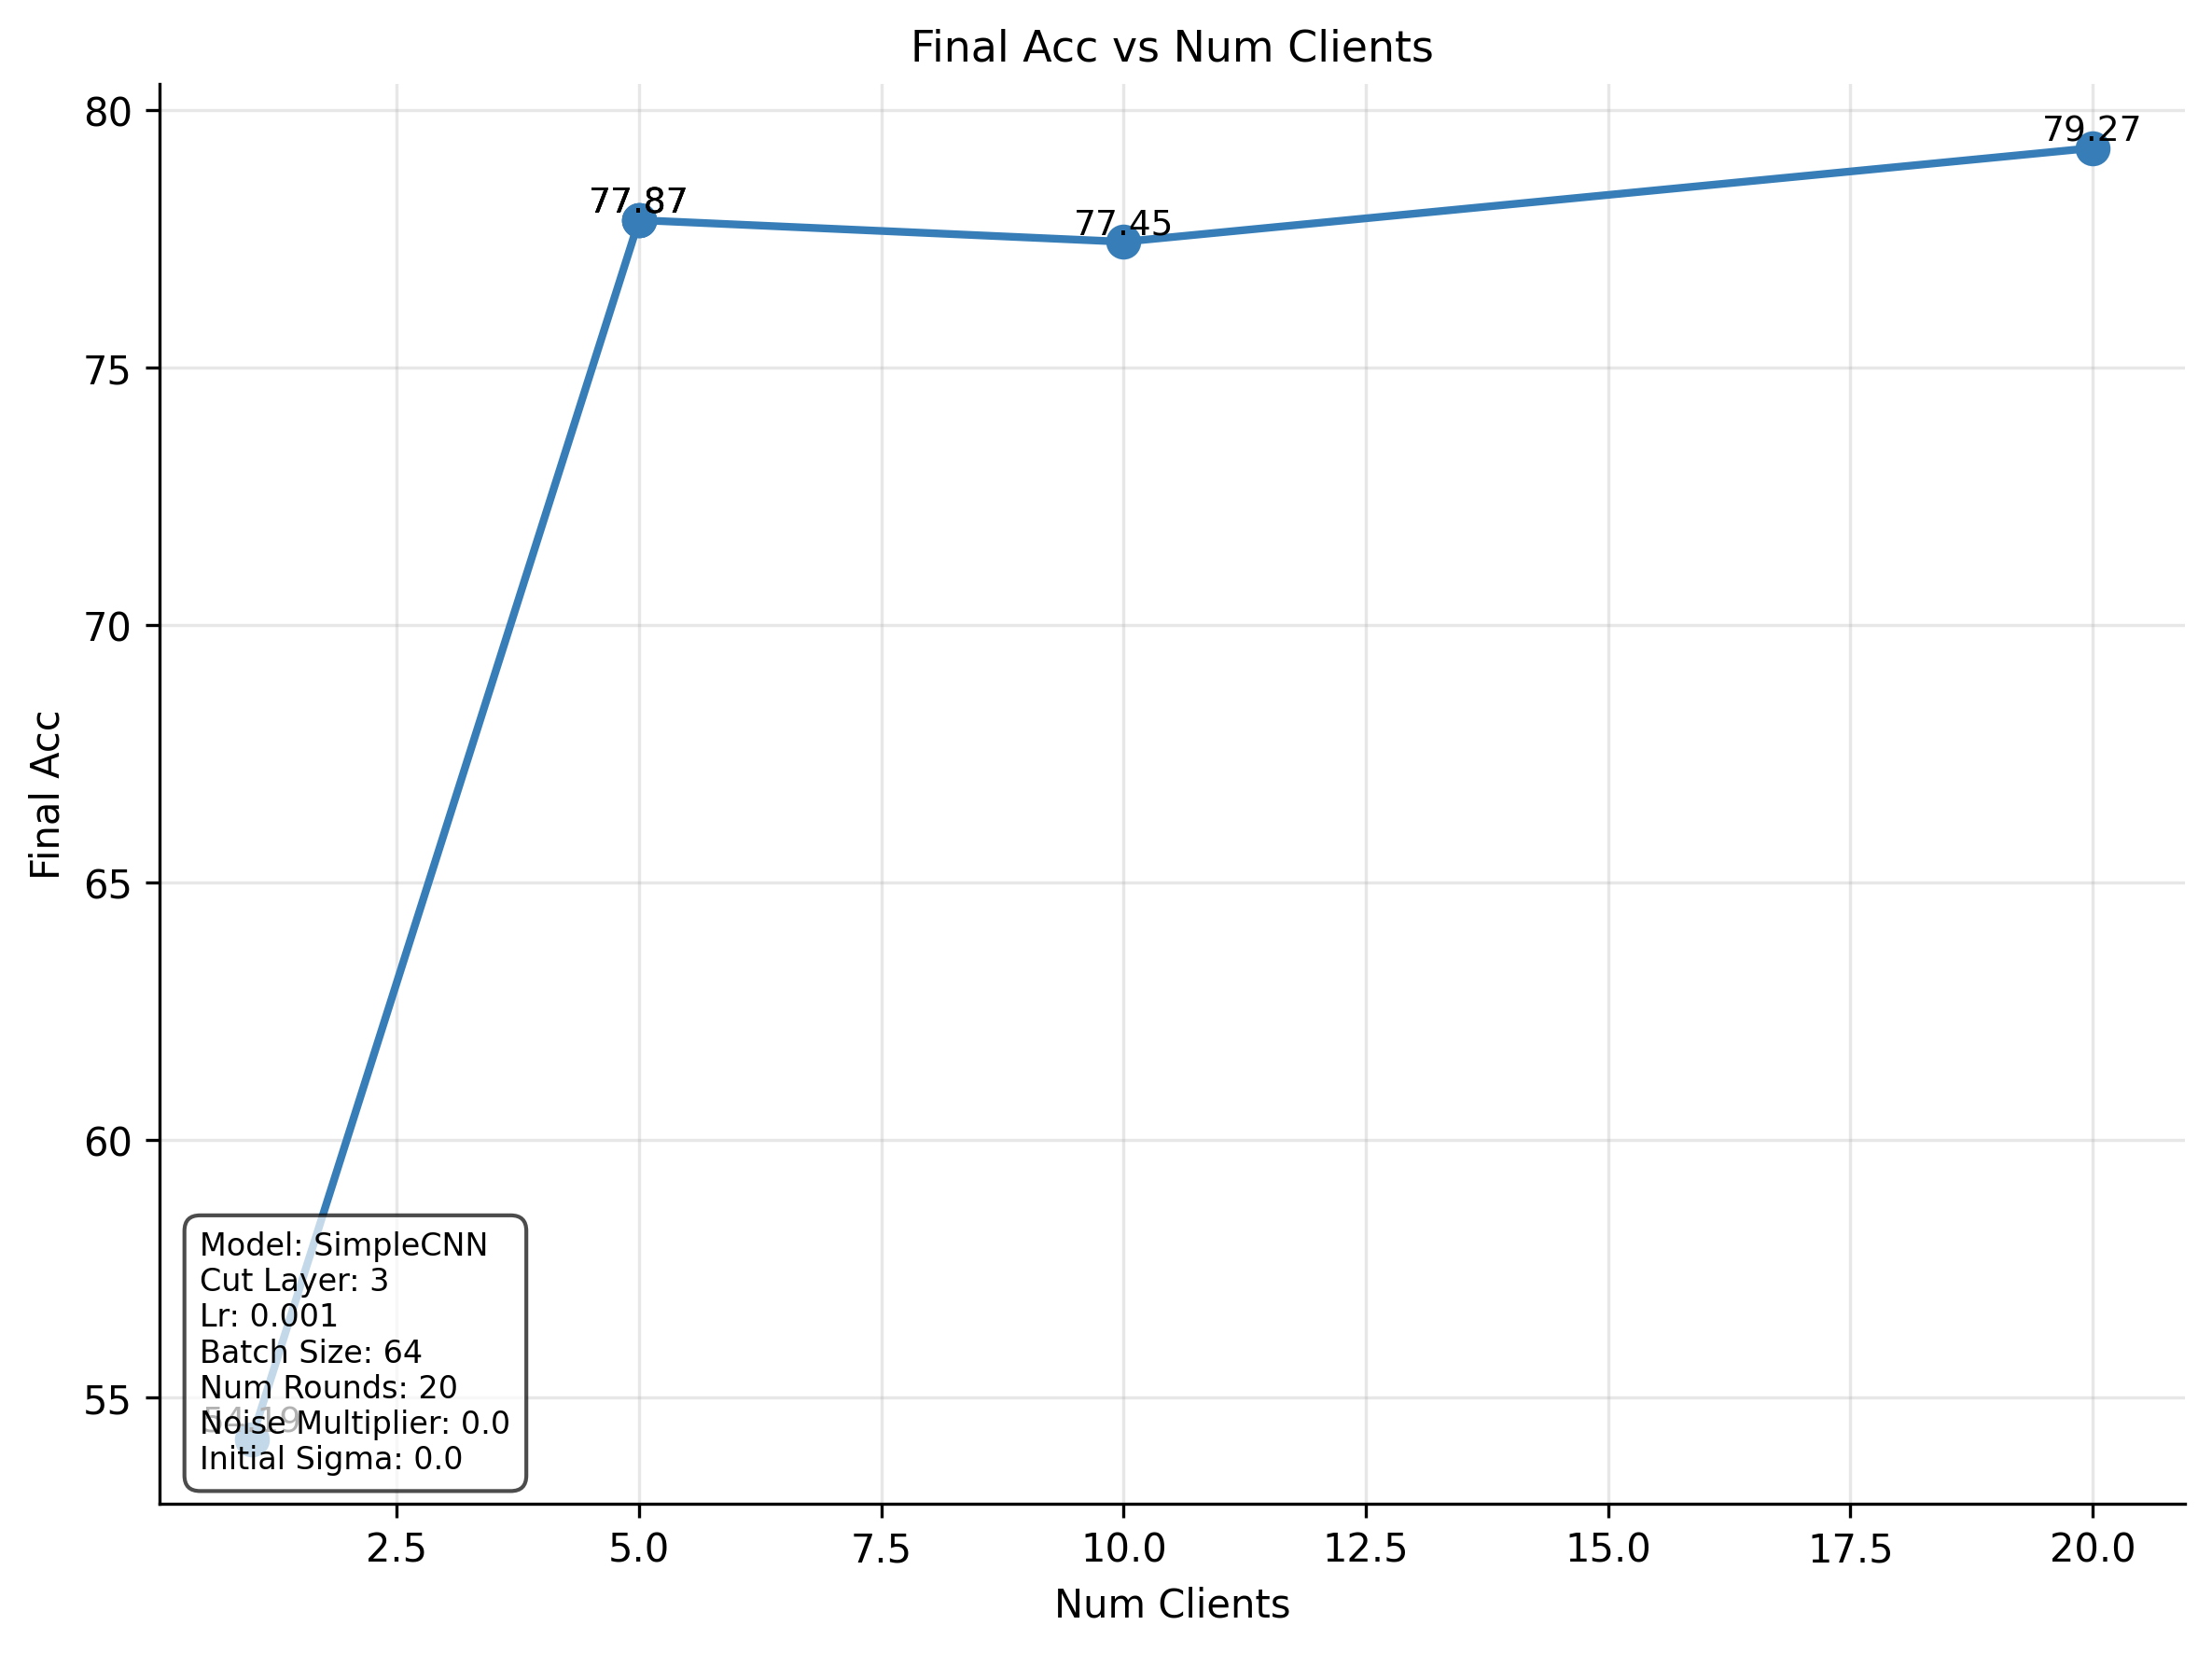 Final Acc vs Num Clients
80
75
70
65
60
55
Final Acc
77.87
77.45
79.27
54.19
Model: SimpleCNN
Cut Layer: 3
Lr: 0.001
Batch Size: 64
Num Rounds: 20
Noise Multiplier: 0.0
Initial Sigma: 0.0
2.5 5.0 7.5 10.0 12.5 15.0 17.5 20.0
Num Clients